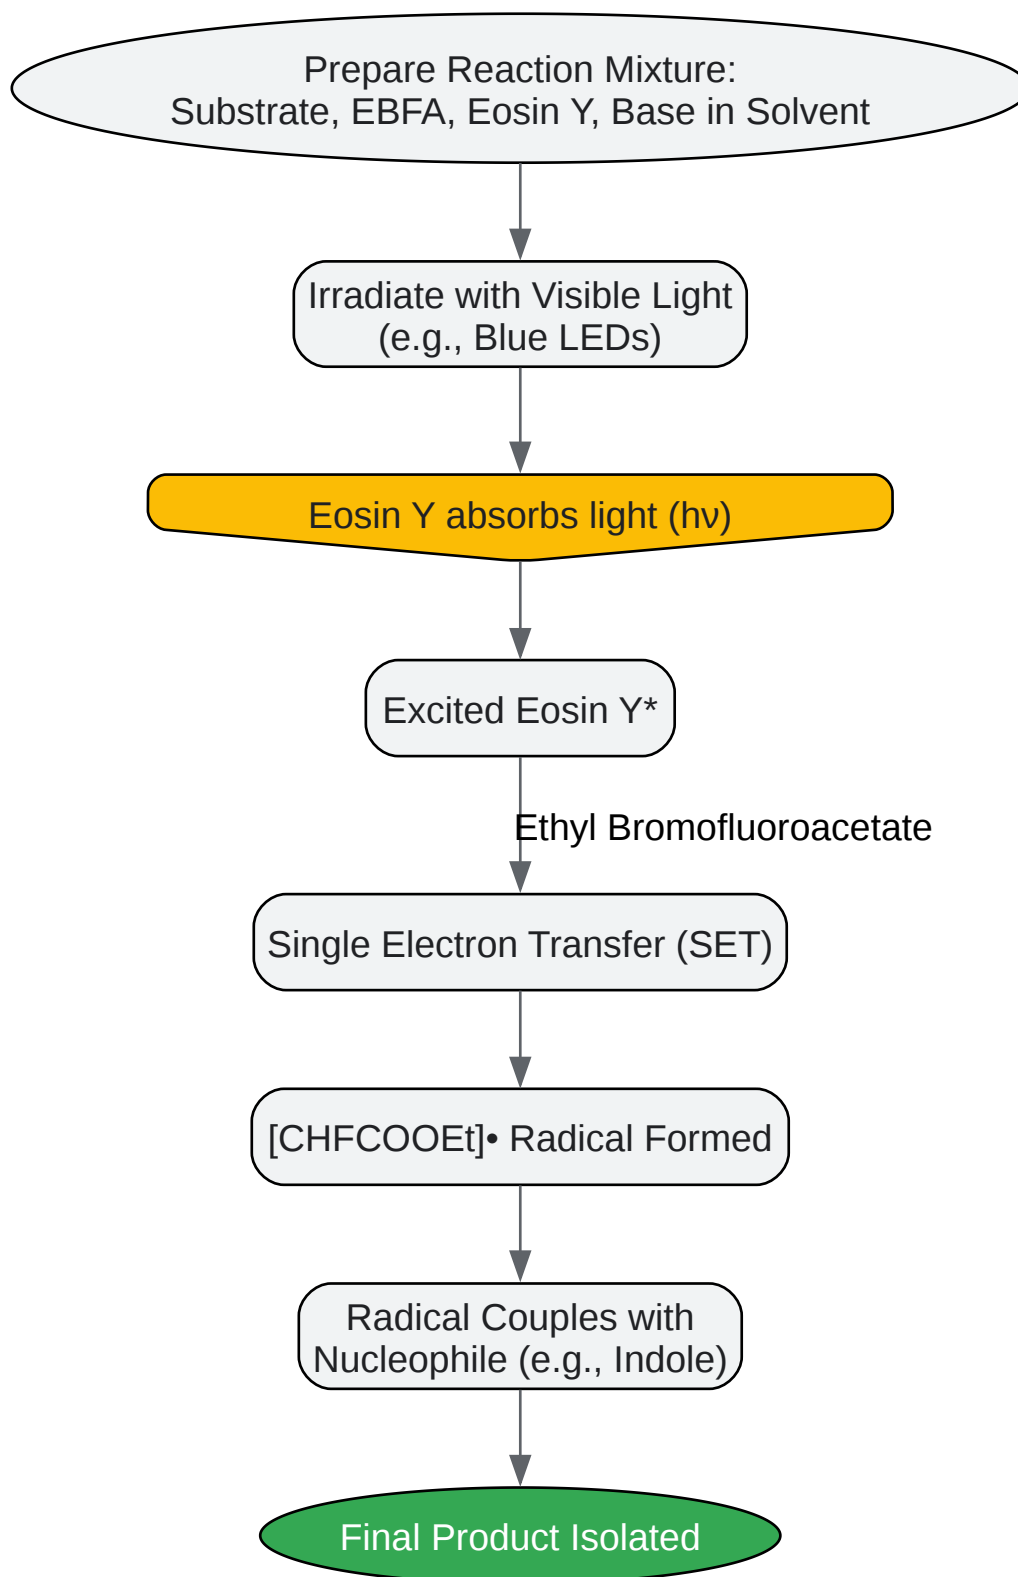 Prepare Reaction Mixture:
Substrate, EBFA, Eosin Y, Base in Solvent
Irradiate with Visible Light
(e.g., Blue LEDs)
Eosin Y absorbs light (hν)
Excited Eosin Y*
Ethyl Bromofluoroacetate
Single Electron Transfer (SET)
[CHFCOOEt]• Radical Formed
Radical Couples with
Nucleophile (e.g., Indole)
Final Product Isolated